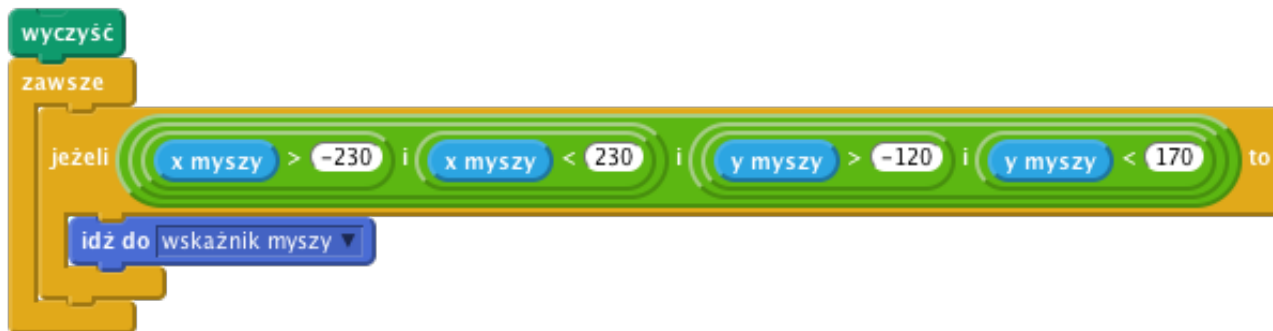 wyczyść
zawsze
jeżeli x myszy > -230 i x myszy < 230 i y myszy > -120 i y myszy < 170 to
idź do wskaźnik myszy